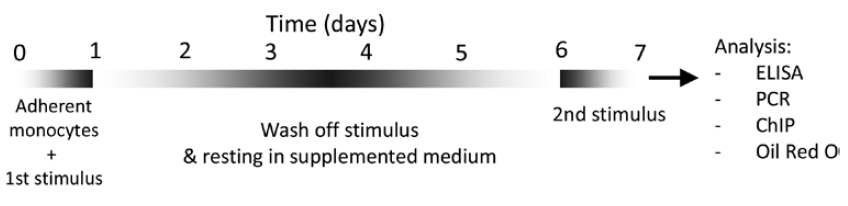 Time (days)
0 1 2 3 4 5 6 7
Adherent
monocytes
+
1st stimulus
Wash off stimulus
& resting in supplemented medium
2nd stimulus
Analysis:
- ELISA
- PCR
- ChIP
- Oil Red O